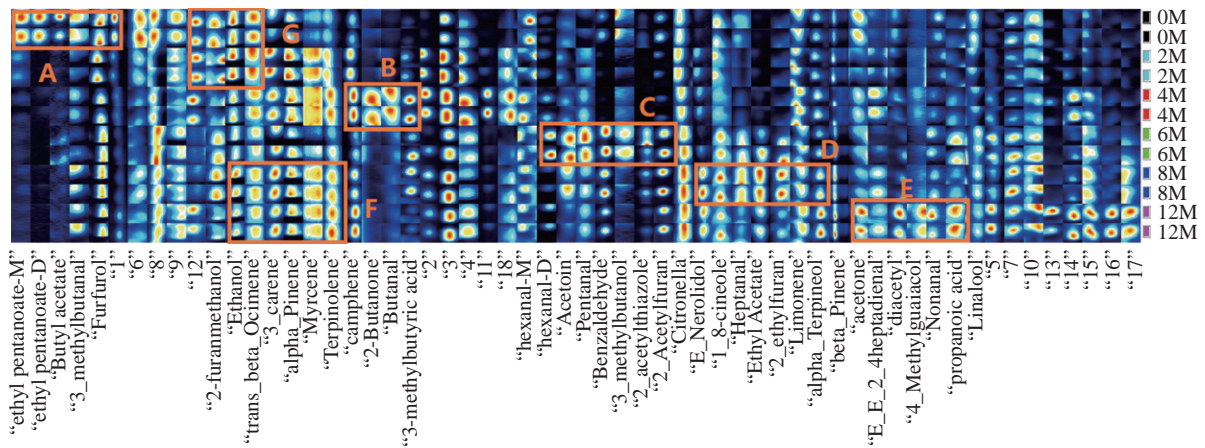 0M
0M
2M
2M
4M
4M
6M
6M
8M
8M
12M
12M
A
G
B
C
D
F
E
“ethyl pentanoate-M”
“ethyl pentanoate-D”
“Butyl acetate”
“3_methylbutanal”
“Furfurol”
“1”
“6”
“8”
“9”
“12”
“2-furanmethanol”
“Ethanol”
“trans_beta_Ocimene”
“3_carene”
“alpha_Pinene”
“Myrcene”
“Terpinolene”
“camphene”
“2-Butanone”
“Butanal”
“3-methylbutyric acid”
“2”
“3”
“4”
“11”
“18”
“hexanal-M”
“hexanal-D”
“Acetoin”
“Pentanal”
“Benzaldehyde”
“3_methylbutanol”
“2_acetylthiazole”
“2_Acetylfuran”
“Citronella”
“E_Nerolidol”
“1_8-cineole”
“Heptanal”
“Ethyl Acetate”
“2_ethylfuran”
“Limonene”
“alpha_Terpineol”
“beta_Pinene”
“acetone”
“E_E_2_4heptadienal”
“diacetyl”
“4_Methylguaiacol”
“Nonanal”
“propanoic acid”
“Linalool”
“5”
“7”
“10”
“13”
“14”
“15”
“16”
“17”